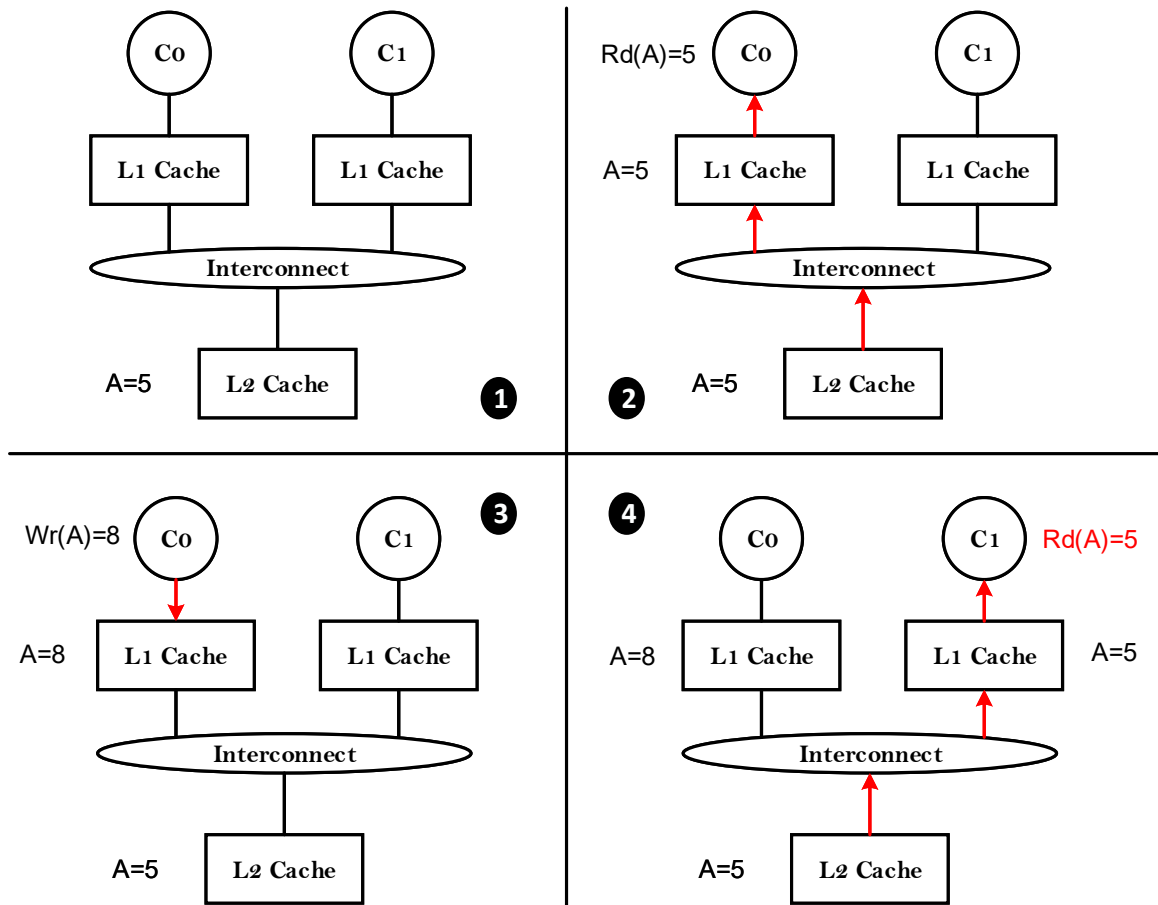 C0 C1
L1 Cache L1 Cache
Interconnect
A=5 L2 Cache
1
Rd(A)=5 C0 C1
A=5 L1 Cache L1 Cache
Interconnect
A=5 L2 Cache
2
3
Wr(A)=8 C0 C1
A=8 L1 Cache L1 Cache
Interconnect
A=5 L2 Cache
4
C0 C1 Rd(A)=5
A=8 L1 Cache L1 Cache A=5
Interconnect
A=5 L2 Cache